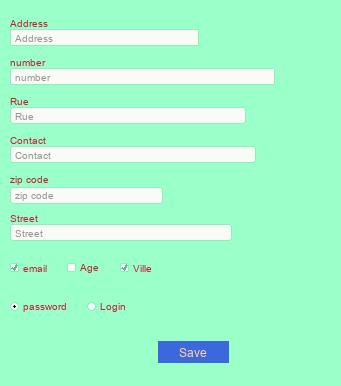 Address
Address
number
number
Rue
Rue
Contact
Contact
zip code
zip code
Street
Street
email Age Ville
password Login
Save